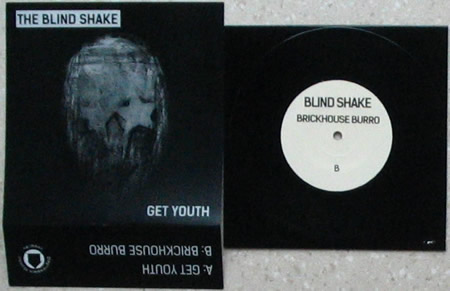 THE BLIND SHAKE
GET YOUTH
A: GET YOUTH
B: BRICKHOUSE BURRO
BLIND SHAKE
BRICKHOUSE BURRO
B